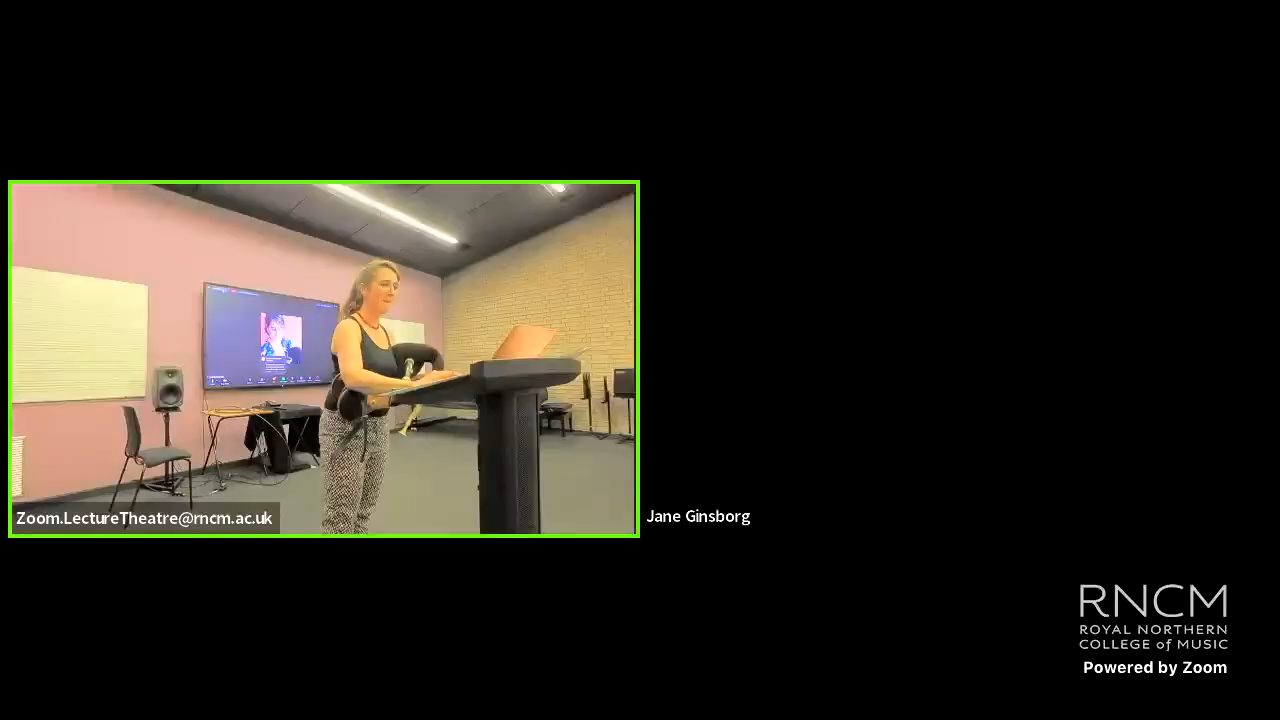 Zoom.LectureTheatre@rncm.ac.uk
Jane Ginsborg
RNCM
ROYAL NORTHERN
COLLEGE of MUSIC
Powered by Zoom